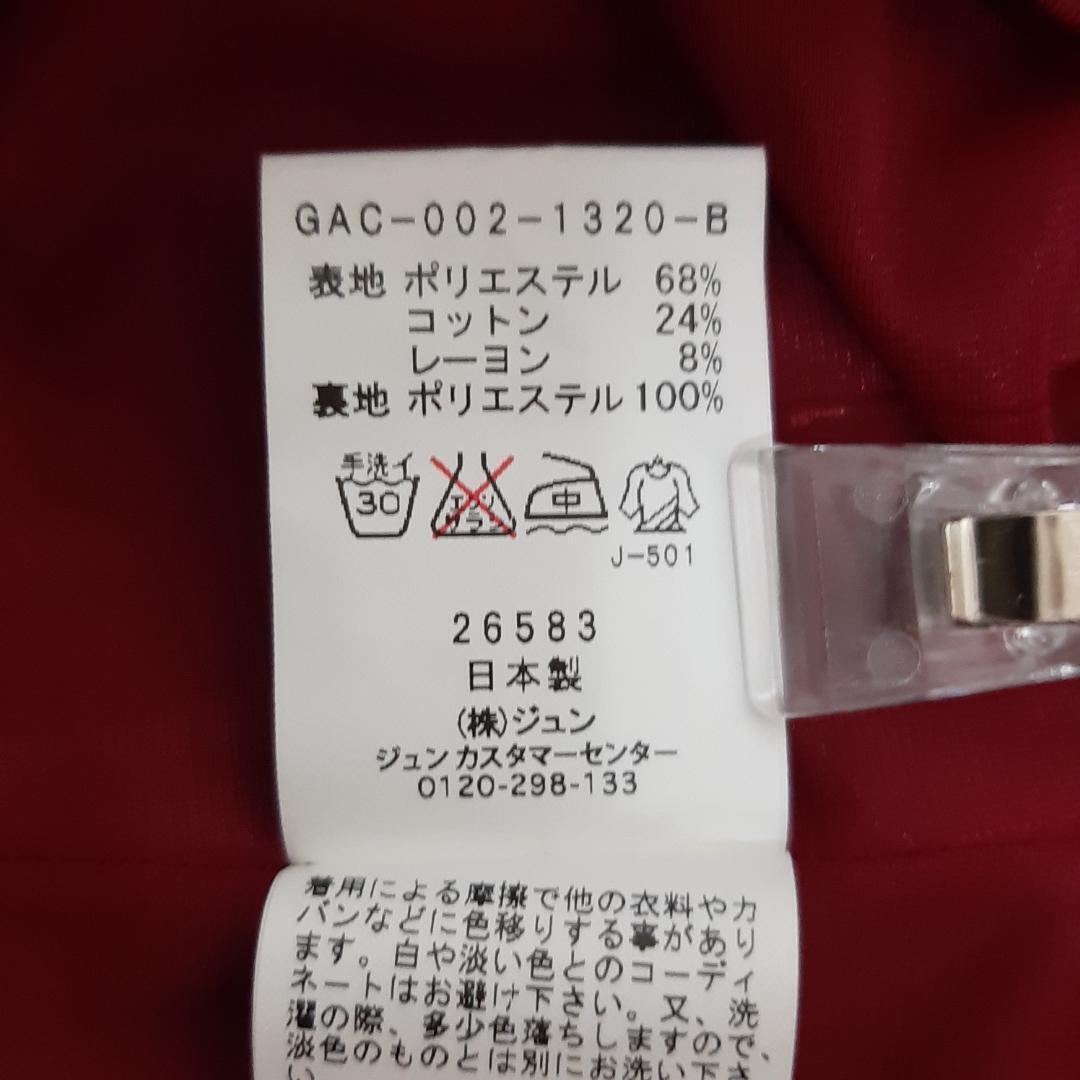 GAC-002-1320-B
表地 ポリエステル 68%
コットン 24%
レーヨン 8%
裏地 ポリエステル 100%
手洗イ
30
エンソ
サラシ
中
J-501
26583
日本製
(株)ジュン
ジュンカスタマーセンター
0120-298-133
着用による摩擦で他の衣料やカ
バンなどに色移りする事があり
ます。白や淡い色とのコーディ
ネートはお避け下さい。又、洗
濯の際、多少色落ちしますので、
淡色のものとは別にお洗い下さ
い